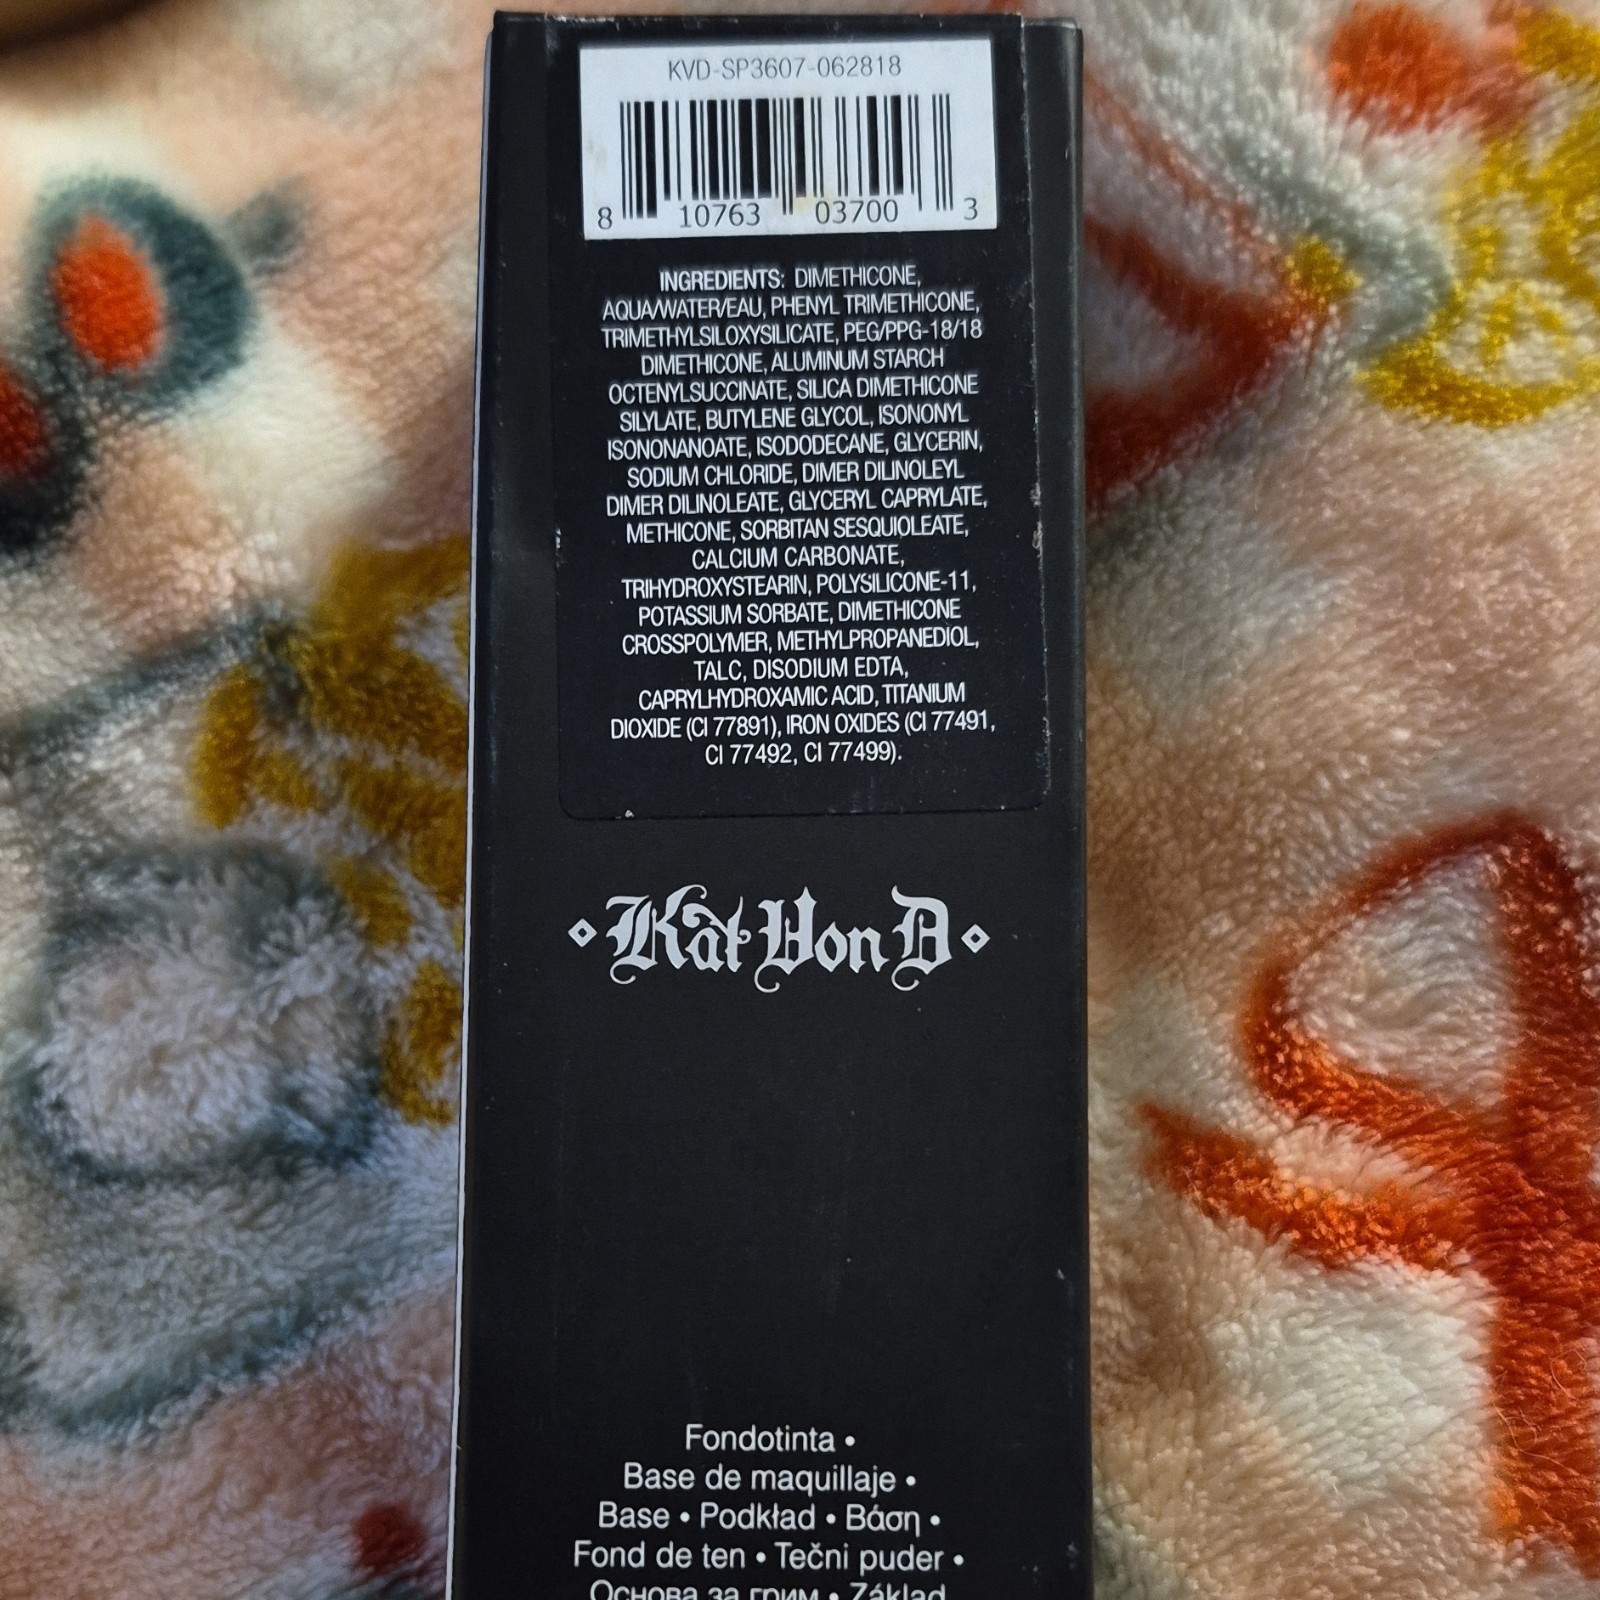 KVD-SP3607-062818
8 10763 03700 3
INGREDIENTS: DIMETHICONE,
AQUA/WATER/EAU, PHENYL TRIMETHICONE,
TRIMETHYLSILOXYSILICATE, PEG/PPG-18/18
DIMETHICONE, ALUMINUM STARCH
OCTENYLSUCCINATE, SILICA DIMETHICONE
SILYLATE, BUTYLENE GLYCOL, ISONONYL
ISONONANOATE, ISODODECANE, GLYCERIN,
SODIUM CHLORIDE, DIMER DILINOLEYL
DIMER DILINOLEATE, GLYCERYL CAPRYLATE,
METHICONE, SORBITAN SESQUIOLEATE,
CALCIUM CARBONATE,
TRIHYDROXYSTEARIN, POLYSILICONE-11,
POTASSIUM SORBATE, DIMETHICONE
CROSSPOLYMER, METHYLPROPANEDIOL,
TALC, DISODIUM EDTA,
CAPRYLHYDROXAMIC ACID, TITANIUM
DIOXIDE (CI 77891), IRON OXIDES (CI 77491,
CI 77492, CI 77499).
Kat Von D
Fondotinta •
Base de maquillaje •
Base • Podkład • Βάση •
Fond de ten • Tečni puder •
Основа за грим • Základ